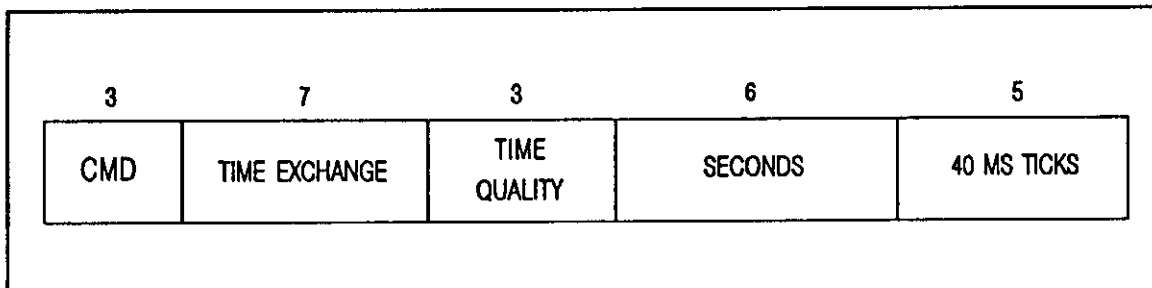 3 7 3 6 5
CMD TIME EXCHANGE TIME QUALITY SECONDS 40 MS TICKS